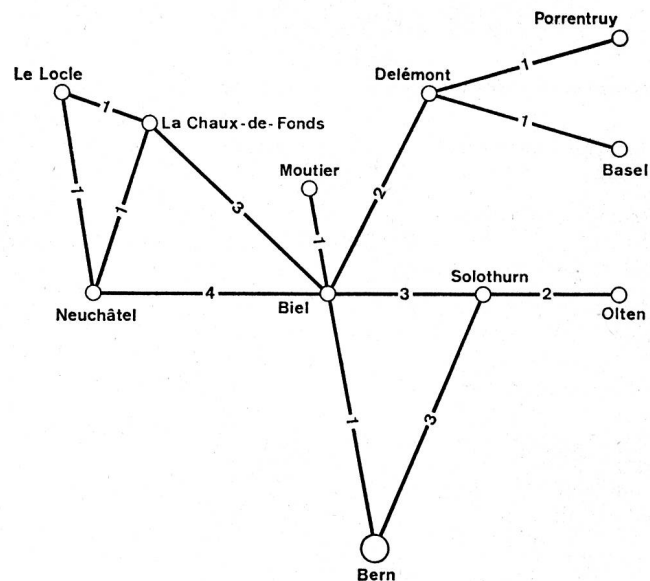 Porrentruy
Le Locle
Delémont
1
1
La Chaux-de-Fonds
1
Moutier
Basel
2
1
1
3
1
Solothurn
4
3
2
Neuchâtel
Biel
Olten
1
3
Bern